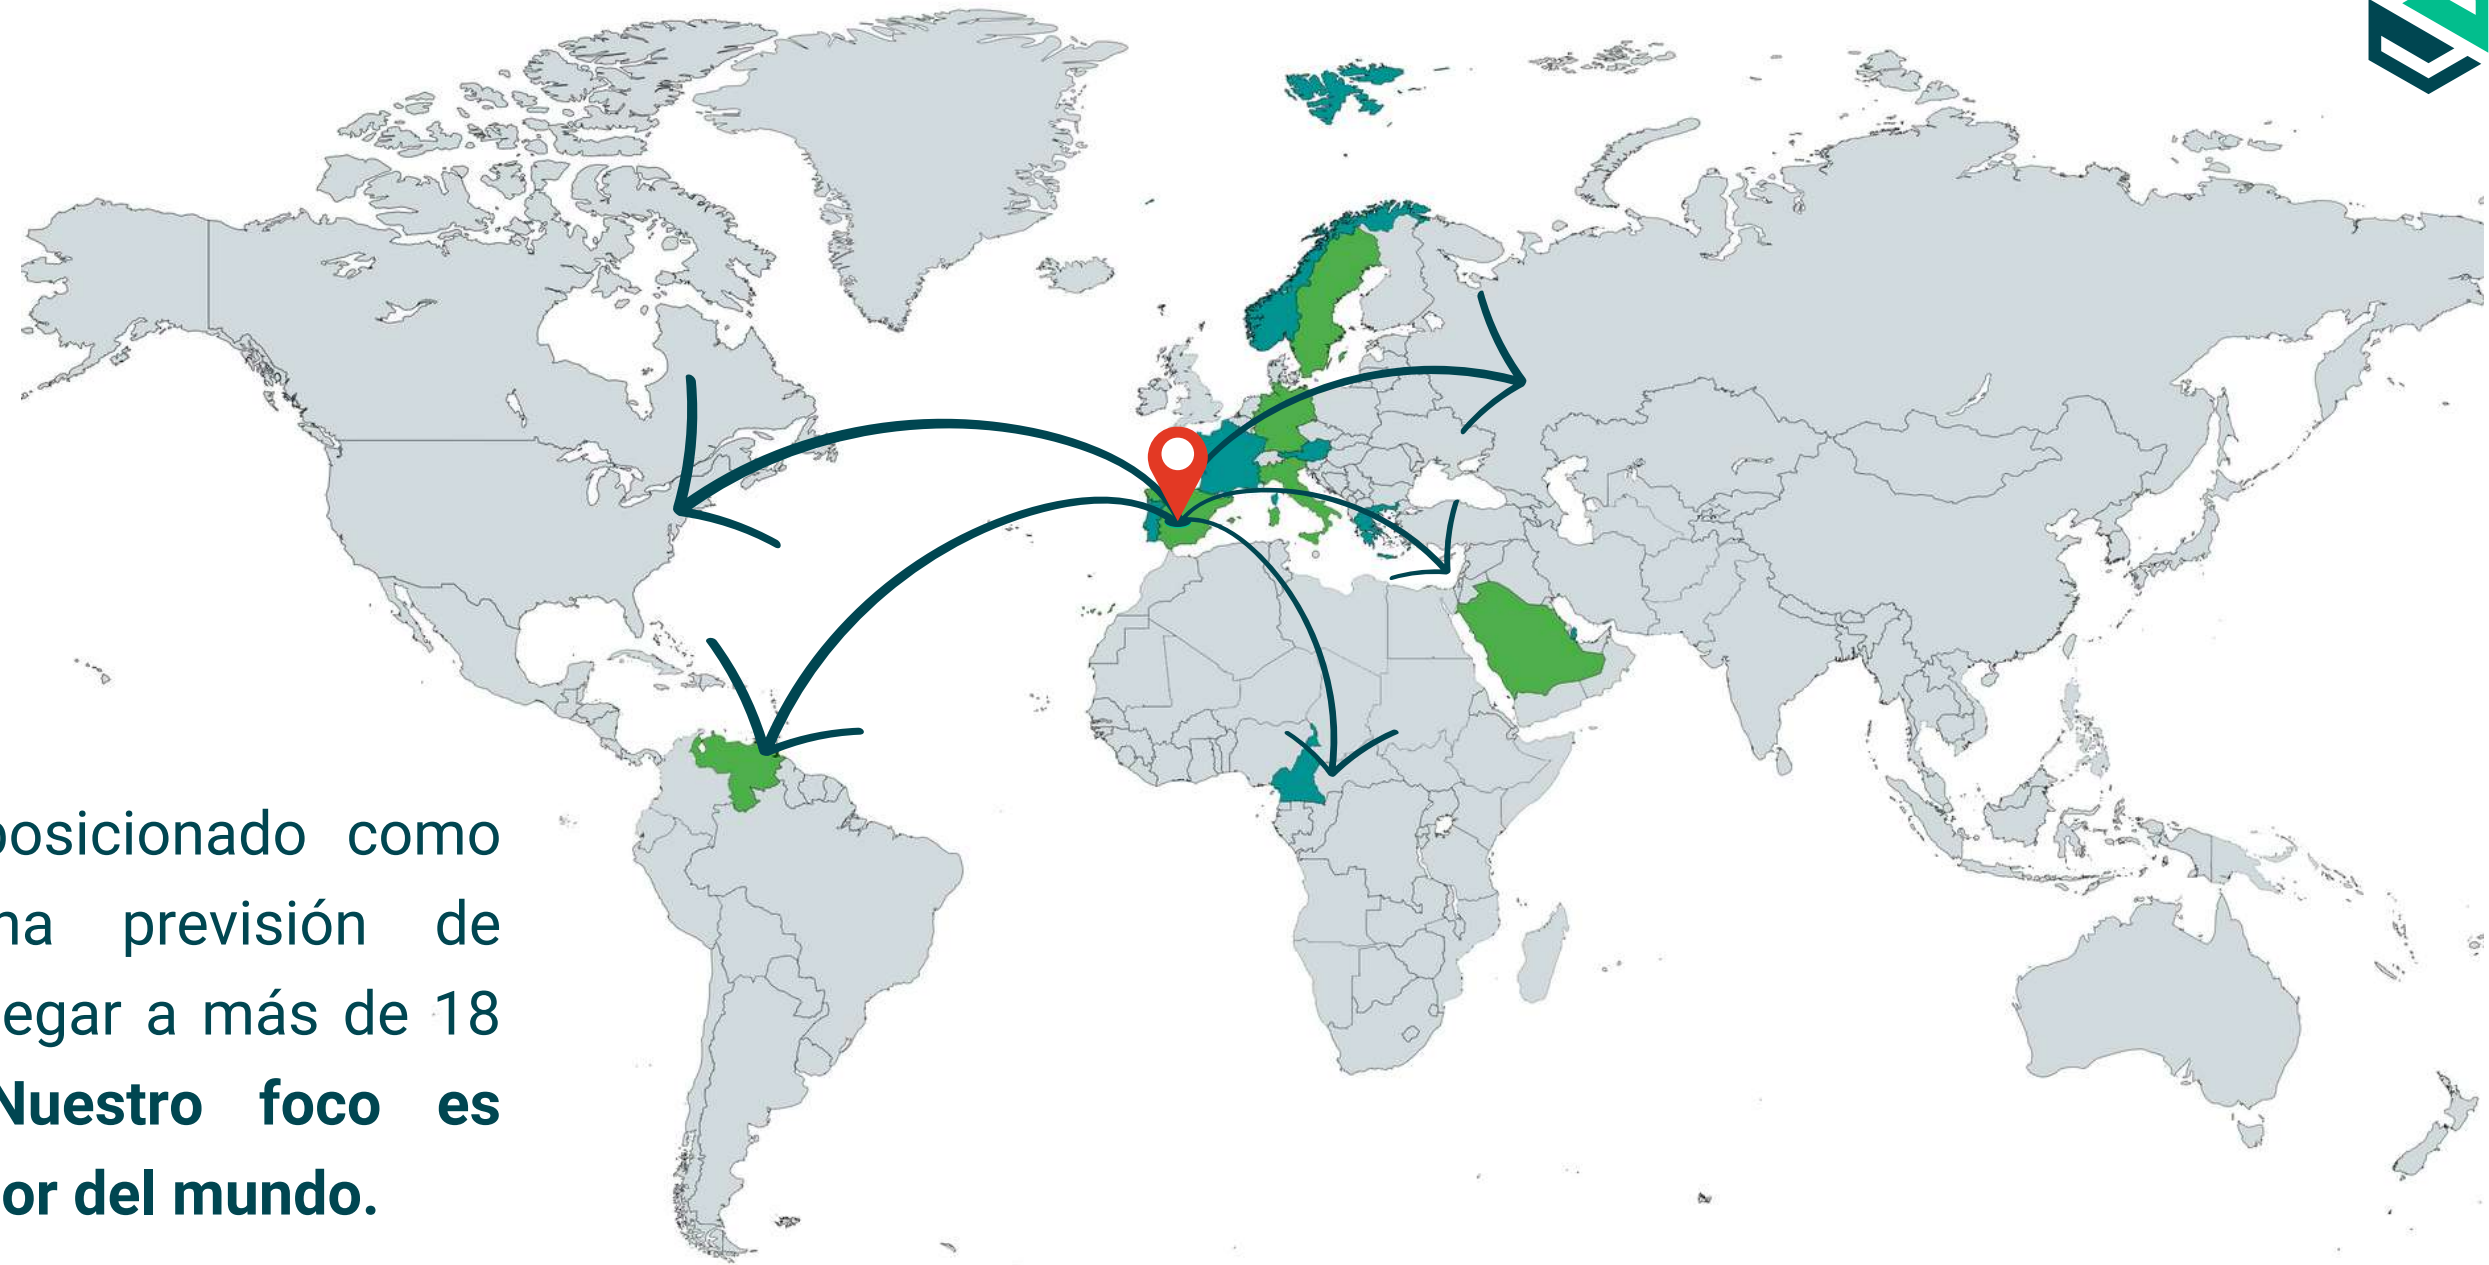 posicionado como
na previsión de
egar a más de 18
Nuestro foco es
or del mundo.